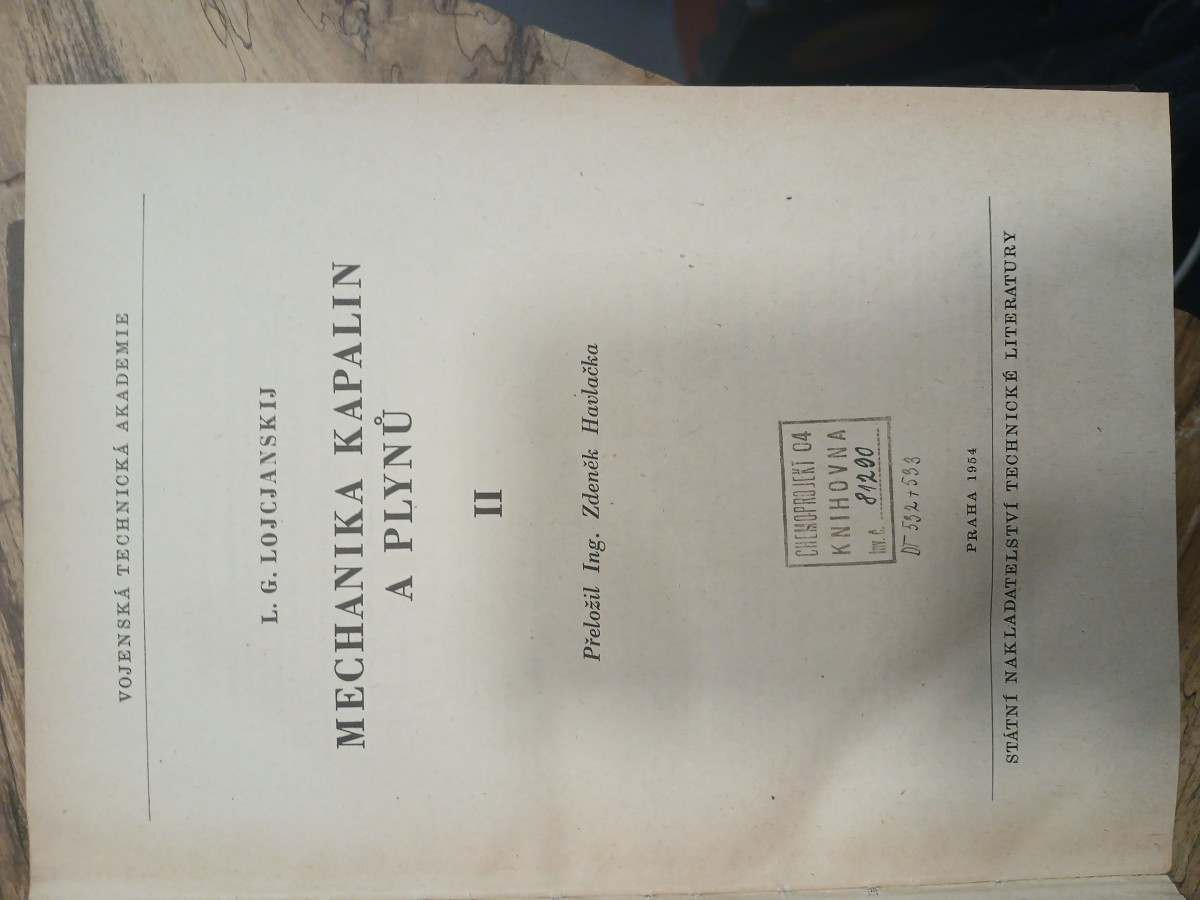 VOJENSKÁ TECHNICKÁ AKADEMIE
L. G. LOJCJANSKIJ
MECHANIKA KAPALIN
A PLYNŮ
II
Přeložil Ing. Zdeněk Havlačka
CHEMOPROJEKT 04
KNIHOVNA
Inv. č. 81290
DT 532+533
PRAHA 1954
STÁTNÍ NAKLADATELSTVÍ TECHNICKÉ LITERATURY